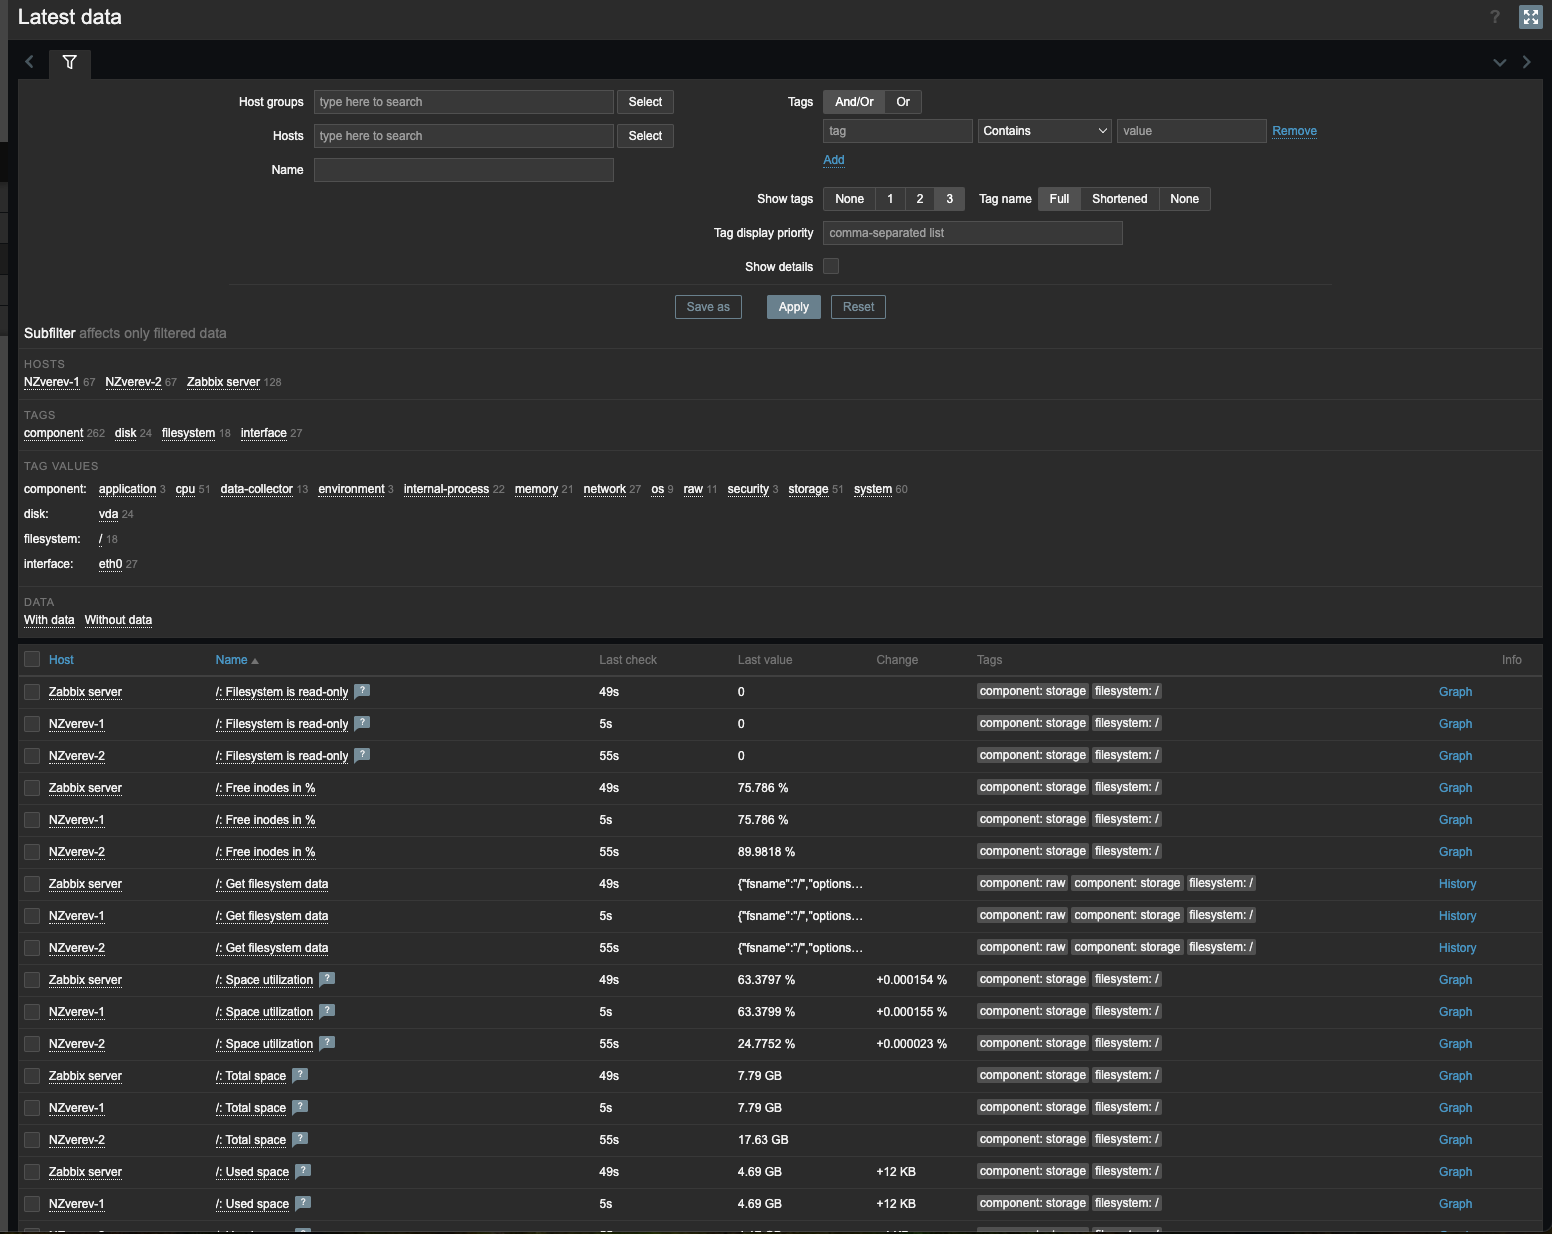 Latest data ?
Host groups type here to search Select
Hosts type here to search Select
Name
Tags And/Or Or
tag Contains value Remove
Add
Show tags None 1 2 3 Tag name Full Shortened None
Tag display priority comma-separated list
Show details
Save as Apply Reset
Subfilter affects only filtered data
HOSTS
NZverev-1 67 NZverev-2 67 Zabbix server 128
TAGS
component 262 disk 24 filesystem 18 interface 27
TAG VALUES
component: application 3 cpu 51 data-collector 13 environment 3 internal-process 22 memory 21 network 27 os 9 raw 11 security 3 storage 51 system 60
disk: vda 24
filesystem: / 18
interface: eth0 27
DATA
With data Without data
Host Name Last check Last value Change Tags Info
Zabbix server /: Filesystem is read-only ? 49s 0 component: storage filesystem: / Graph
NZverev-1 /: Filesystem is read-only ? 5s 0 component: storage filesystem: / Graph
NZverev-2 /: Filesystem is read-only ? 55s 0 component: storage filesystem: / Graph
Zabbix server /: Free inodes in % 49s 75.786 % component: storage filesystem: / Graph
NZverev-1 /: Free inodes in % 5s 75.786 % component: storage filesystem: / Graph
NZverev-2 /: Free inodes in % 55s 89.9818 % component: storage filesystem: / Graph
Zabbix server /: Get filesystem data 49s {"fsname":"/","options... component: raw component: storage filesystem: / History
NZverev-1 /: Get filesystem data 5s {"fsname":"/","options... component: raw component: storage filesystem: / History
NZverev-2 /: Get filesystem data 55s {"fsname":"/","options... component: raw component: storage filesystem: / History
Zabbix server /: Space utilization ? 49s 63.3797 % +0.000154 % component: storage filesystem: / Graph
NZverev-1 /: Space utilization ? 5s 63.3799 % +0.000155 % component: storage filesystem: / Graph
NZverev-2 /: Space utilization ? 55s 24.7752 % +0.000023 % component: storage filesystem: / Graph
Zabbix server /: Total space ? 49s 7.79 GB component: storage filesystem: / Graph
NZverev-1 /: Total space ? 5s 7.79 GB component: storage filesystem: / Graph
NZverev-2 /: Total space ? 55s 17.63 GB component: storage filesystem: / Graph
Zabbix server /: Used space ? 49s 4.69 GB +12 KB component: storage filesystem: / Graph
NZverev-1 /: Used space ? 5s 4.69 GB +12 KB component: storage filesystem: / Graph